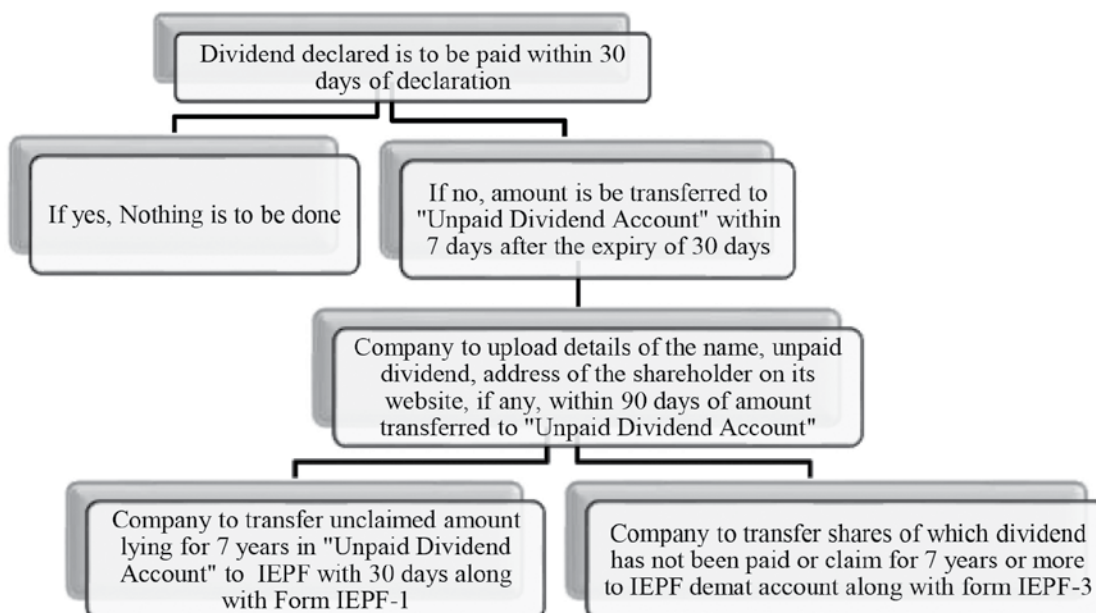 Dividend declared is to be paid within 30
days of declaration
If yes, Nothing is to be done
If no, amount is be transferred to
"Unpaid Dividend Account" within
7 days after the expiry of 30 days
Company to upload details of the name, unpaid
dividend, address of the shareholder on its
website, if any, within 90 days of amount
transferred to "Unpaid Dividend Account"
Company to transfer unclaimed amount
lying for 7 years in "Unpaid Dividend
Account" to IEPF with 30 days along
with Form IEPF-1
Company to transfer shares of which dividend
has not been paid or claim for 7 years or more
to IEPF demat account along with form IEPF-3